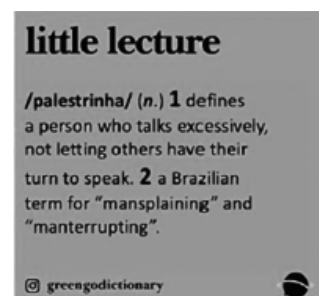 little lecture
/palestrinha/ (n.) 1 defines
a person who talks excessively,
not letting others have their
turn to speak. 2 a Brazilian
term for “mansplaining” and
“manterrupting”.
greengodictionary